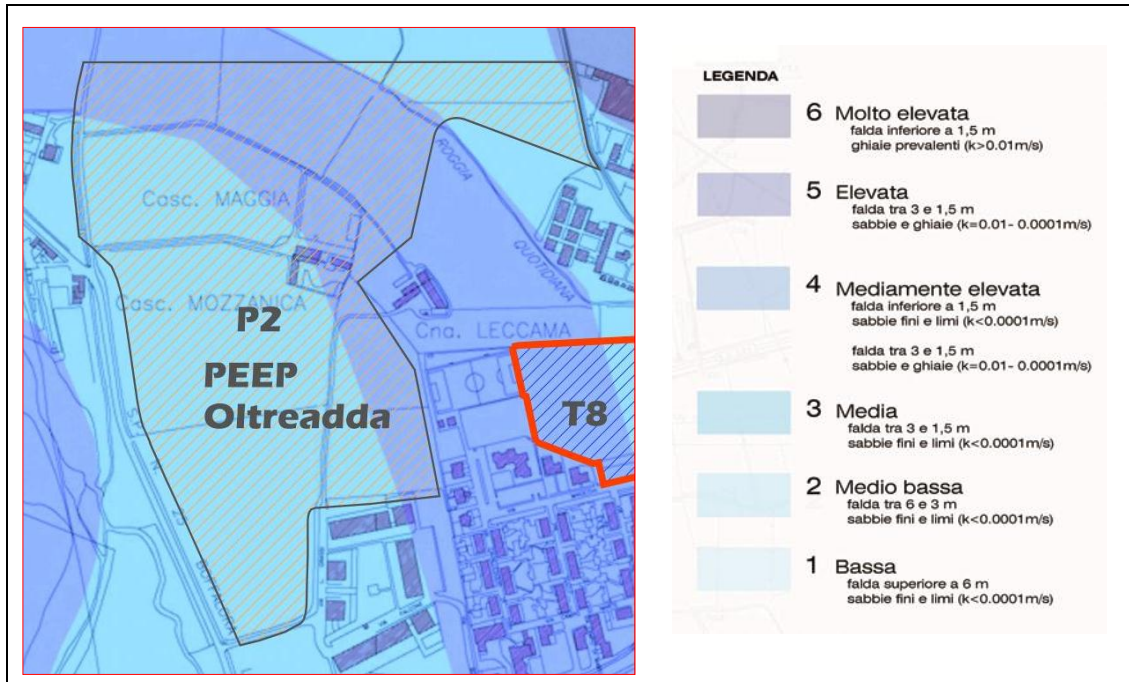 ROGGIA
Casc. MAGGIA
QUOTIDIANA
Casc. MOZZANICA
P2
Cna. LECCAMA
PEEP
Oltreadda
T8
BUFFALORA
LEGENDA
6 Molto elevata
falda inferiore a 1,5 m
ghiaie prevalenti (k>0.01m/s)
5 Elevata
falda tra 3 e 1,5 m
sabbie e ghiaie (k=0.01- 0.0001m/s)
4 Mediamente elevata
falda inferiore a 1,5 m
sabbie fini e limi (k<0.0001m/s)
falda tra 3 e 1,5 m
sabbie e ghiaie (k=0.01- 0.0001m/s)
3 Media
falda tra 3 e 1,5 m
sabbie fini e limi (k<0.0001m/s)
2 Medio bassa
falda tra 6 e 3 m
sabbie fini e limi (k<0.0001m/s)
1 Bassa
falda superiore a 6 m
sabbie fini e limi (k<0.0001m/s)